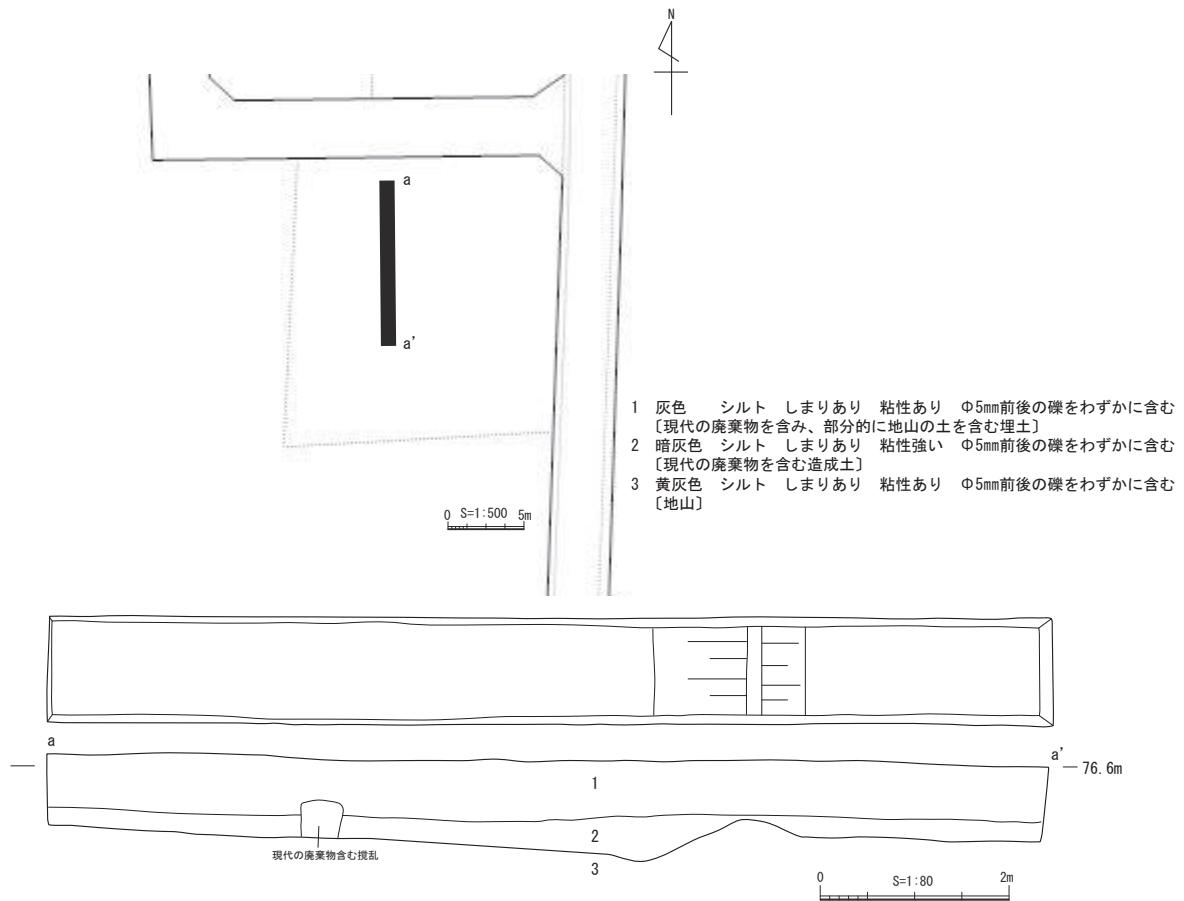 N
a
a'
1　灰色　　シルト　しまりあり　粘性あり　Φ5㎜前後の礫をわずかに含む
〔現代の廃棄物を含み、部分的に地山の土を含む埋土〕
2　暗灰色　シルト　しまりあり　粘性強い　Φ5㎜前後の礫をわずかに含む
〔現代の廃棄物を含む造成土〕
3　黄灰色　シルト　しまりあり　粘性あり　Φ5㎜前後の礫をわずかに含む
〔地山〕
0　S=1:500　5m
a
a'
76.6m
1
2
現代の廃棄物含む撹乱
3
0　S=1:80　2m